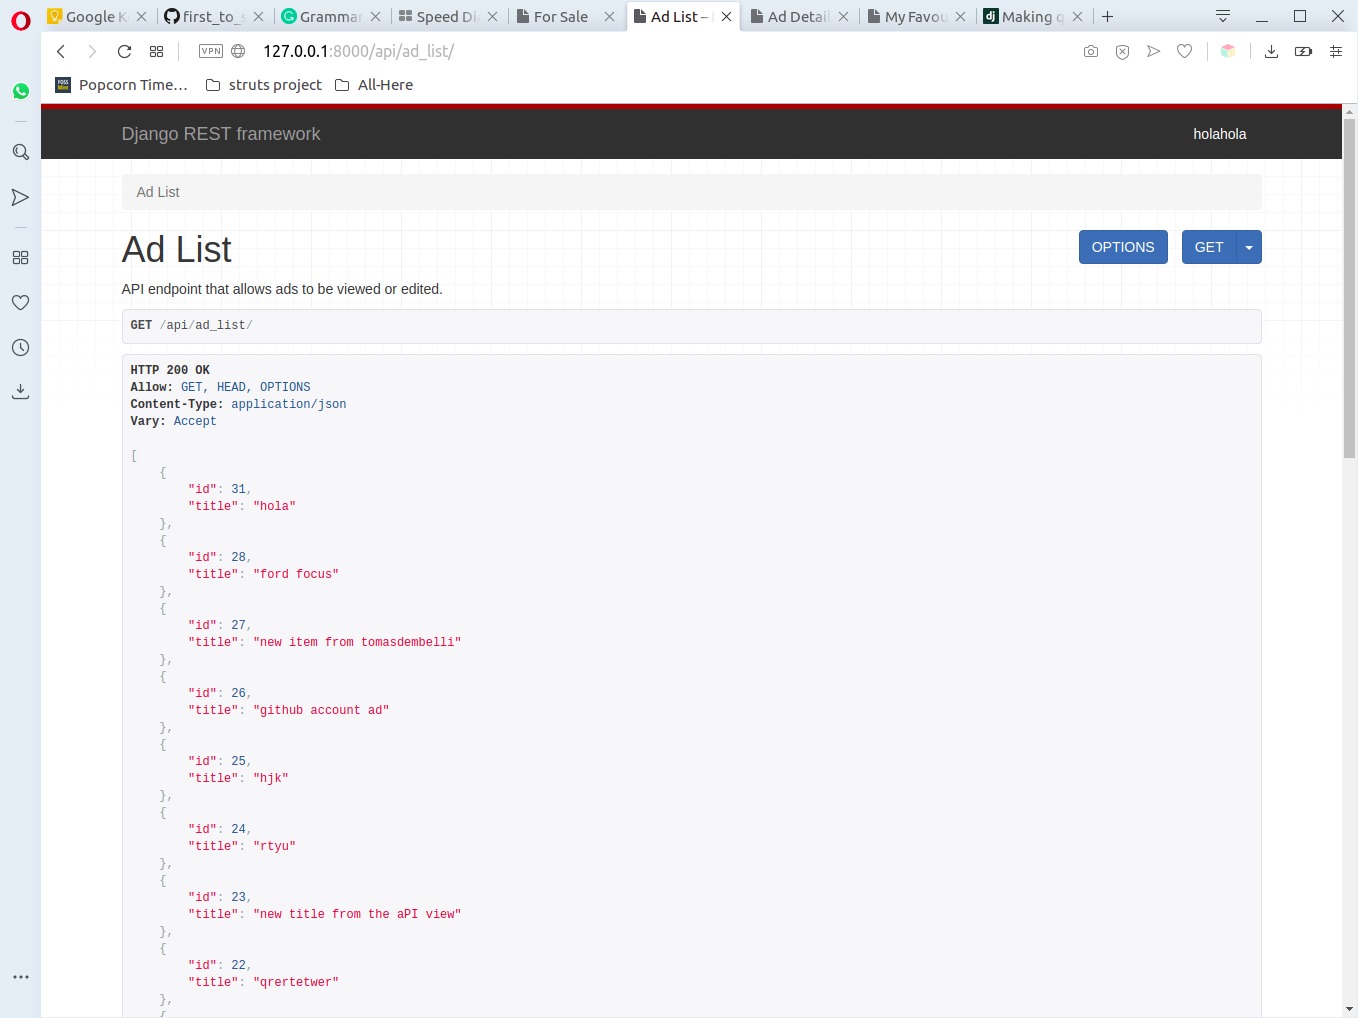 Google K
first_to_s
Grammar
Speed Dia
For Sale
Ad List –
Ad Detail
My Favou
dj Making q
VPN 127.0.0.1:8000/api/ad_list/
Popcorn Time…
struts project
All-Here
Django REST framework
holahola
Ad List
Ad List
OPTIONS
GET
API endpoint that allows ads to be viewed or edited.
GET /api/ad_list/
HTTP 200 OK
Allow: GET, HEAD, OPTIONS
Content-Type: application/json
Vary: Accept
[
{
"id": 31,
"title": "hola"
},
{
"id": 28,
"title": "ford focus"
},
{
"id": 27,
"title": "new item from tomasdembelli"
},
{
"id": 26,
"title": "github account ad"
},
{
"id": 25,
"title": "hjk"
},
{
"id": 24,
"title": "rtyu"
},
{
"id": 23,
"title": "new title from the aPI view"
},
{
"id": 22,
"title": "qrertetwer"
},
{